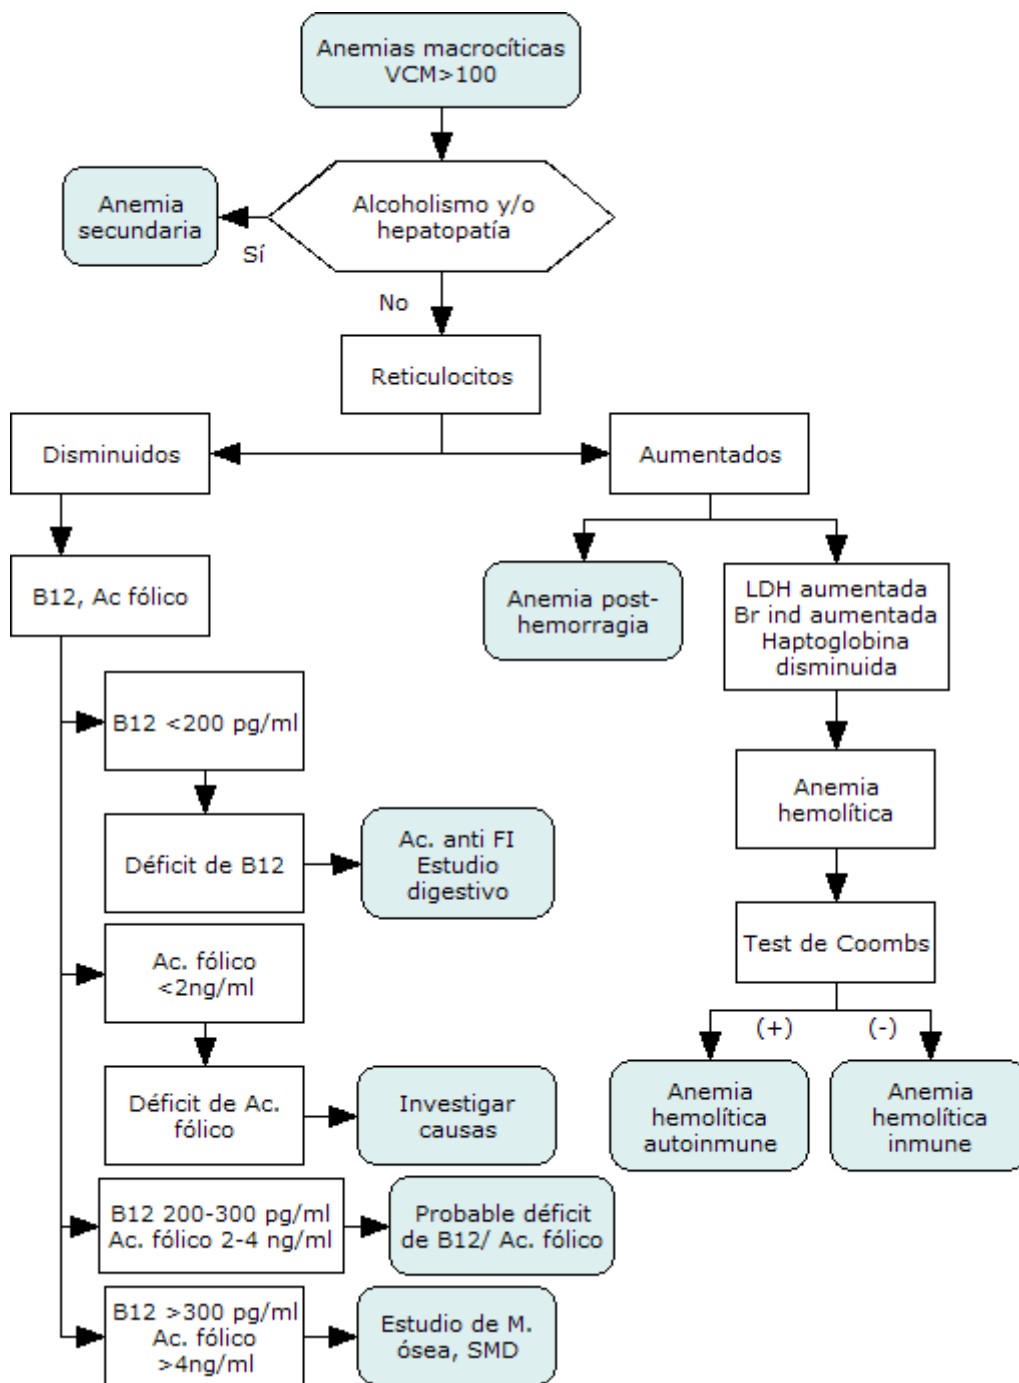 Anemias macrocíticas
VCM>100
Alcoholismo y/o
hepatopatía
Anemia
secundaria
Sí
No
Reticulocitos
Disminuidos
Aumentados
B12, Ac fólico
Anemia post-
hemorragia
LDH aumentada
Br ind aumentada
Haptoglobina
disminuida
B12 <200 pg/ml
Déficit de B12
Ac. anti FI
Estudio
digestivo
Anemia
hemolítica
Test de Coombs
(+)
(-)
Anemia
hemolítica
autoinmune
Anemia
hemolítica
inmune
Ac. fólico
<2ng/ml
Déficit de Ac.
fólico
Investigar
causas
B12 200-300 pg/ml
Ac. fólico 2-4 ng/ml
Probable déficit
de B12/ Ac. fólico
B12 >300 pg/ml
Ac. fólico
>4ng/ml
Estudio de M.
ósea, SMD